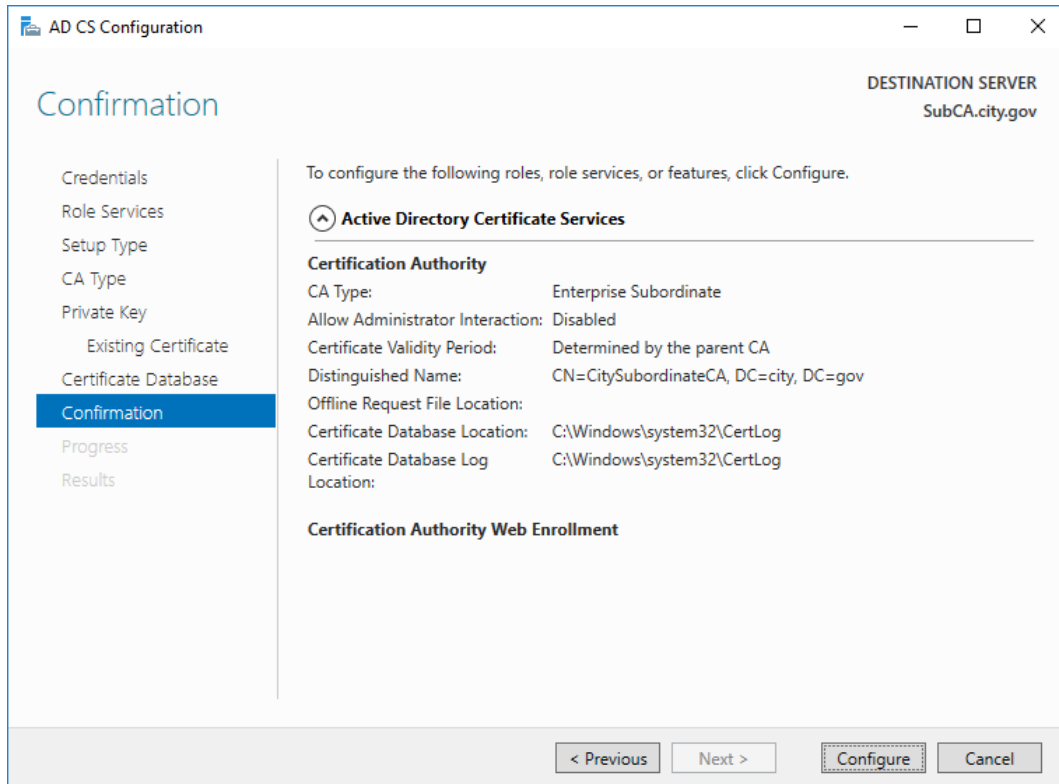 AD CS Configuration
Confirmation
DESTINATION SERVER
SubCA.city.gov
Credentials
Role Services
Setup Type
CA Type
Private Key
Existing Certificate
Certificate Database
Confirmation
Progress
Results
To configure the following roles, role services, or features, click Configure.
Active Directory Certificate Services
Certification Authority
CA Type: Enterprise Subordinate
Allow Administrator Interaction: Disabled
Certificate Validity Period: Determined by the parent CA
Distinguished Name: CN=CitySubordinateCA, DC=city, DC=gov
Offline Request File Location:
Certificate Database Location: C:\Windows\system32\CertLog
Certificate Database Log C:\Windows\system32\CertLog
Location:
Certification Authority Web Enrollment
< Previous Next > Configure Cancel